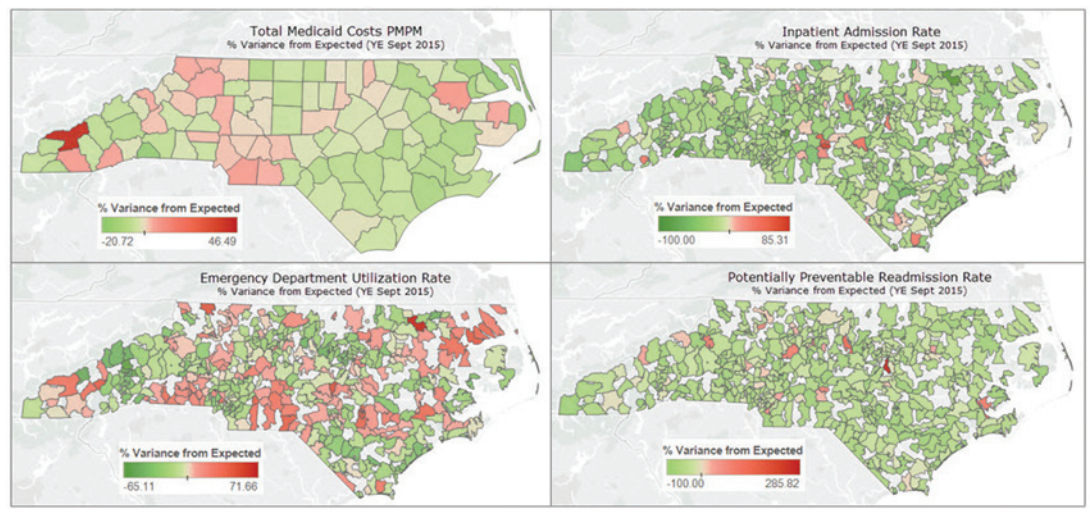 Total Medicaid Costs PMPM
% Variance from Expected (YE Sept 2015)
% Variance from Expected
-20.72 46.49
Inpatient Admission Rate
% Variance from Expected (YE Sept 2015)
% Variance from Expected
-100.00 85.31
Emergency Department Utilization Rate
% Variance from Expected (YE Sept 2015)
% Variance from Expected
-65.11 71.66
Potentially Preventable Readmission Rate
% Variance from Expected (YE Sept 2015)
% Variance from Expected
-100.00 285.82